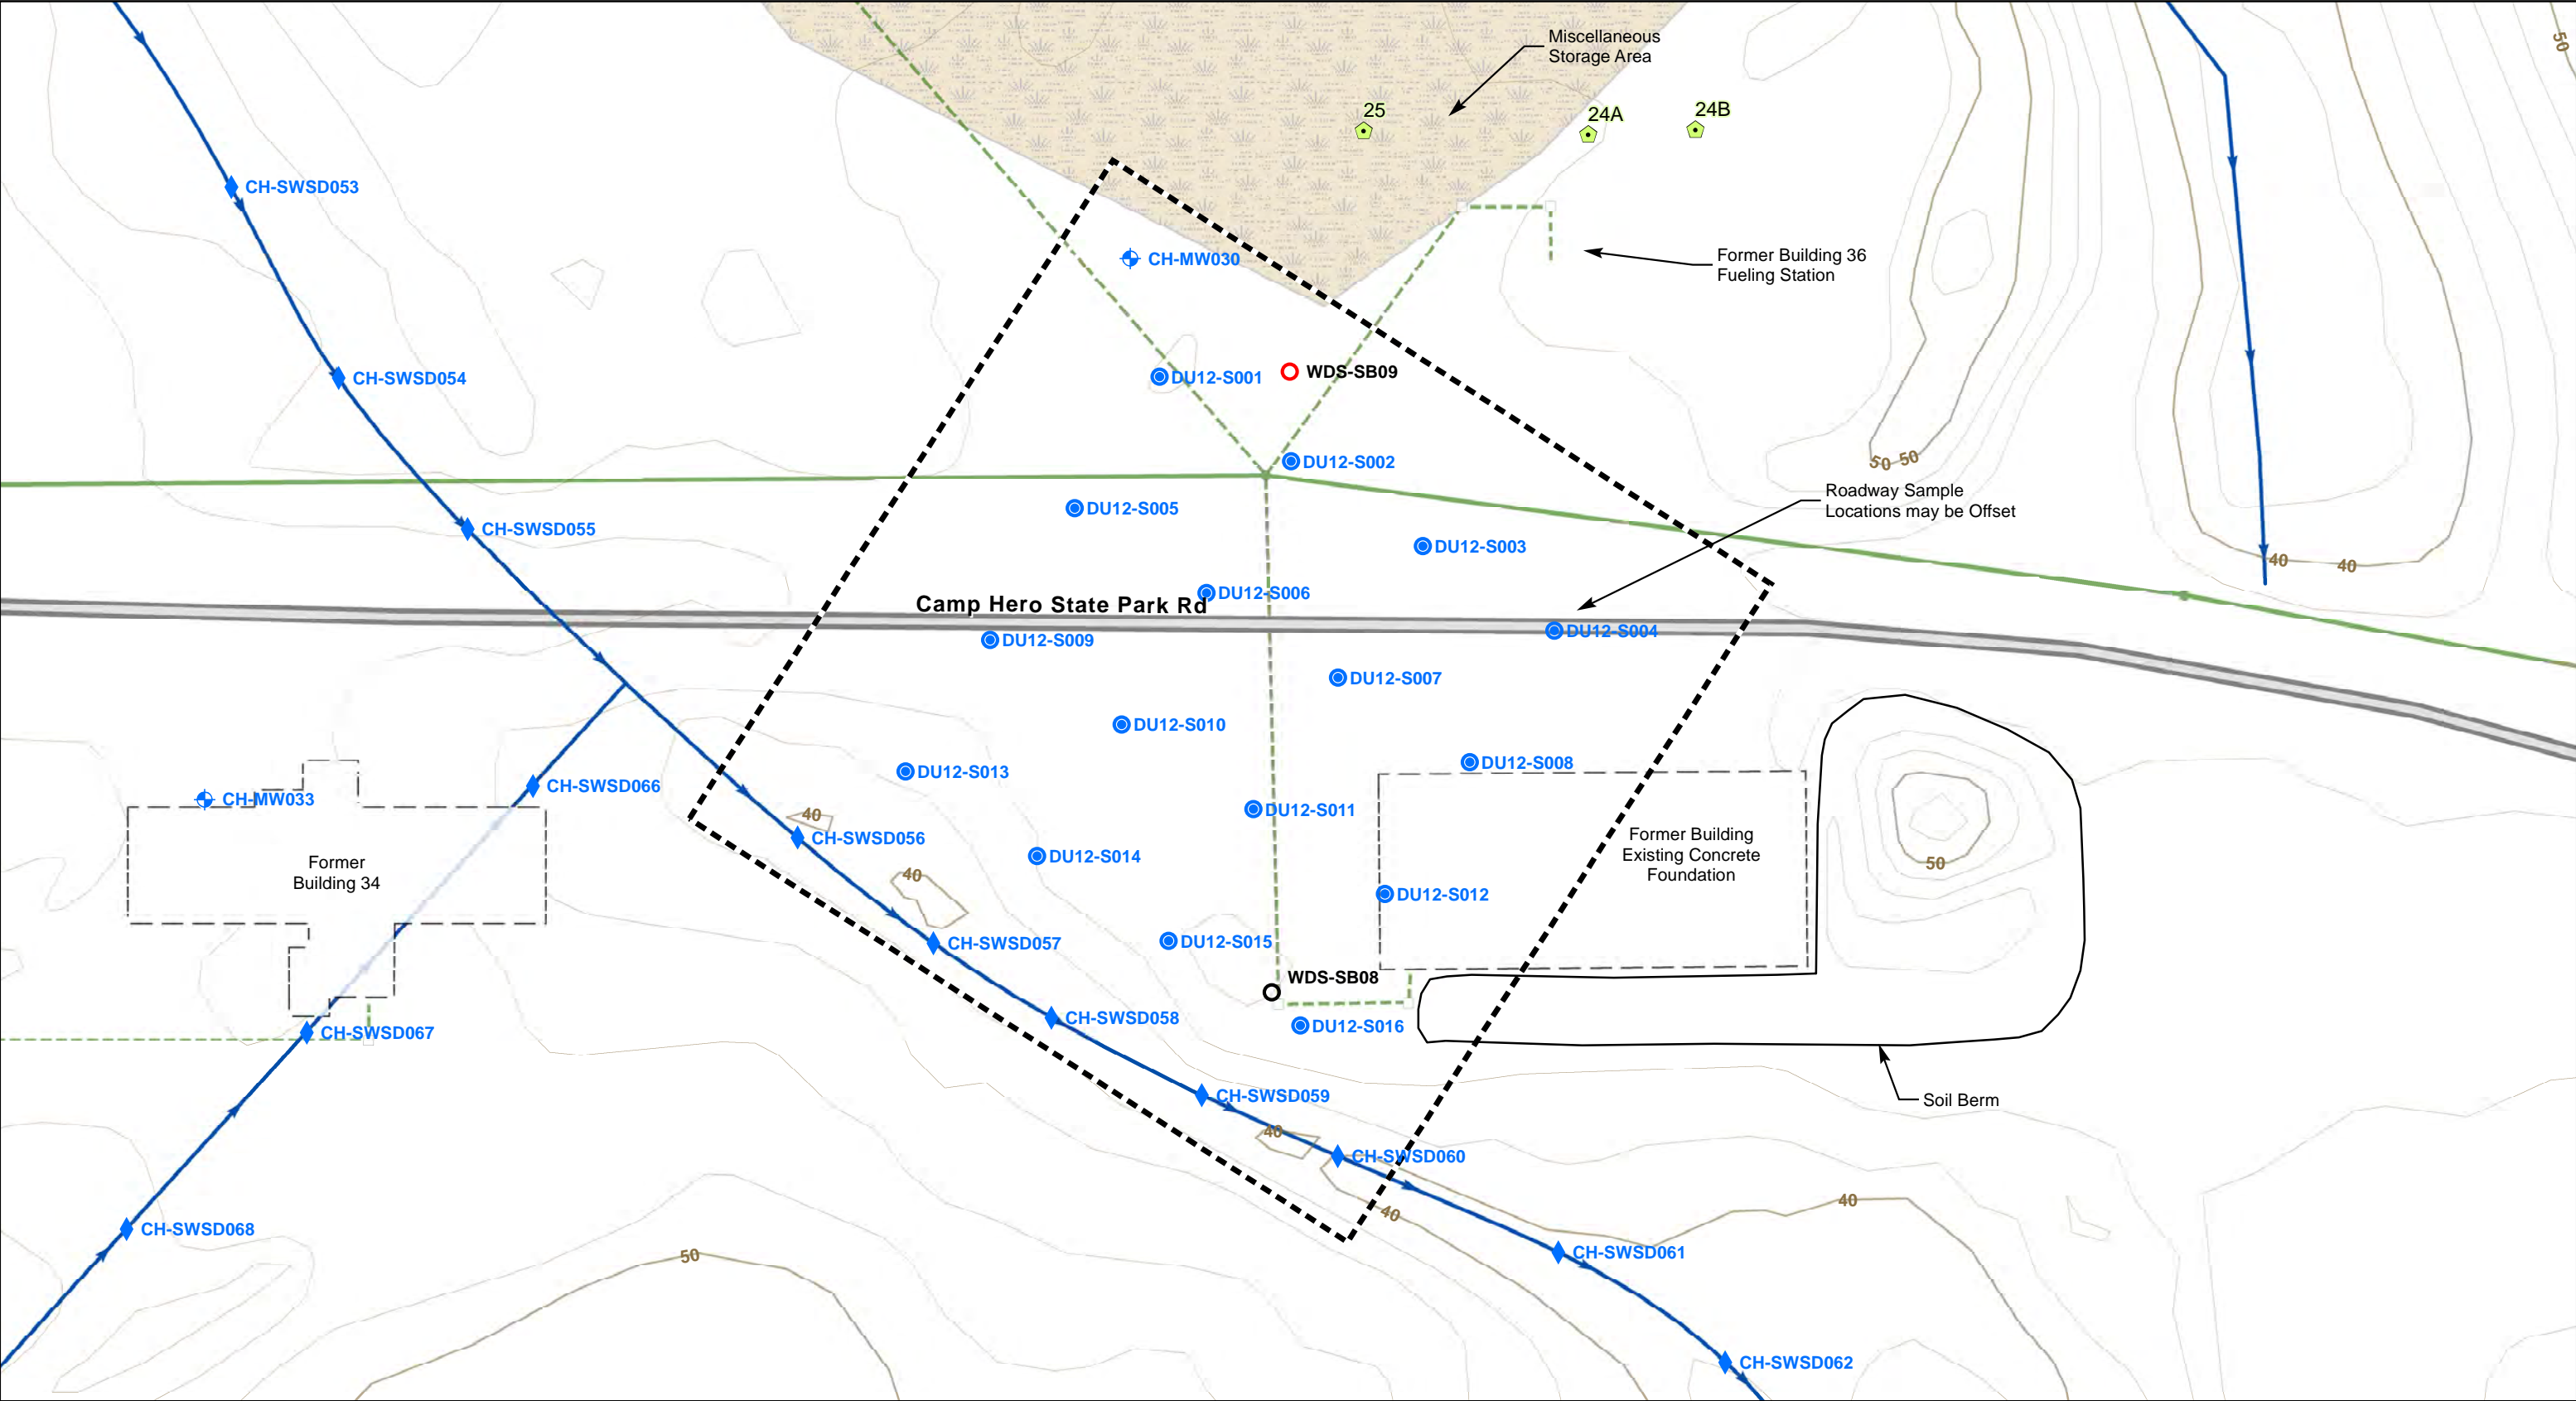 Miscellaneous
Storage Area
50
25
24A
24B
CH-SWSD053
CH-MW030
Former Building 36
Fueling Station
CH-SWSD054
DU12-S001
WDS-SB09
DU12-S002
50
50
Roadway Sample
Locations may be Offset
DU12-S005
CH-SWSD055
DU12-S003
40
40
DU12-S006
Camp Hero State Park Rd
DU12-S004
DU12-S009
DU12-S007
DU12-S010
DU12-S008
DU12-S013
CH-SWSD066
CH-MW033
40
DU12-S011
CH-SWSD056
Former Building
Existing Concrete
Foundation
DU12-S014
50
Former
Building 34
40
DU12-S012
CH-SWSD057
DU12-S015
WDS-SB08
CH-SWSD058
DU12-S016
CH-SWSD067
CH-SWSD059
Soil Berm
40
CH-SWSD060
40
40
CH-SWSD068
50
CH-SWSD061
CH-SWSD062